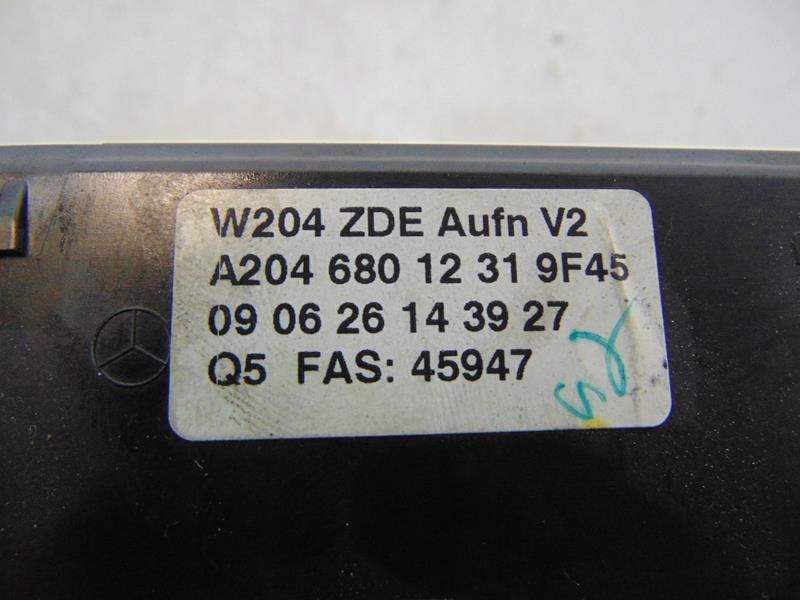 W204 ZDE Aufn V2
A204 680 12 31 9F45
09 06 26 14 39 27
Q5 FAS: 45947